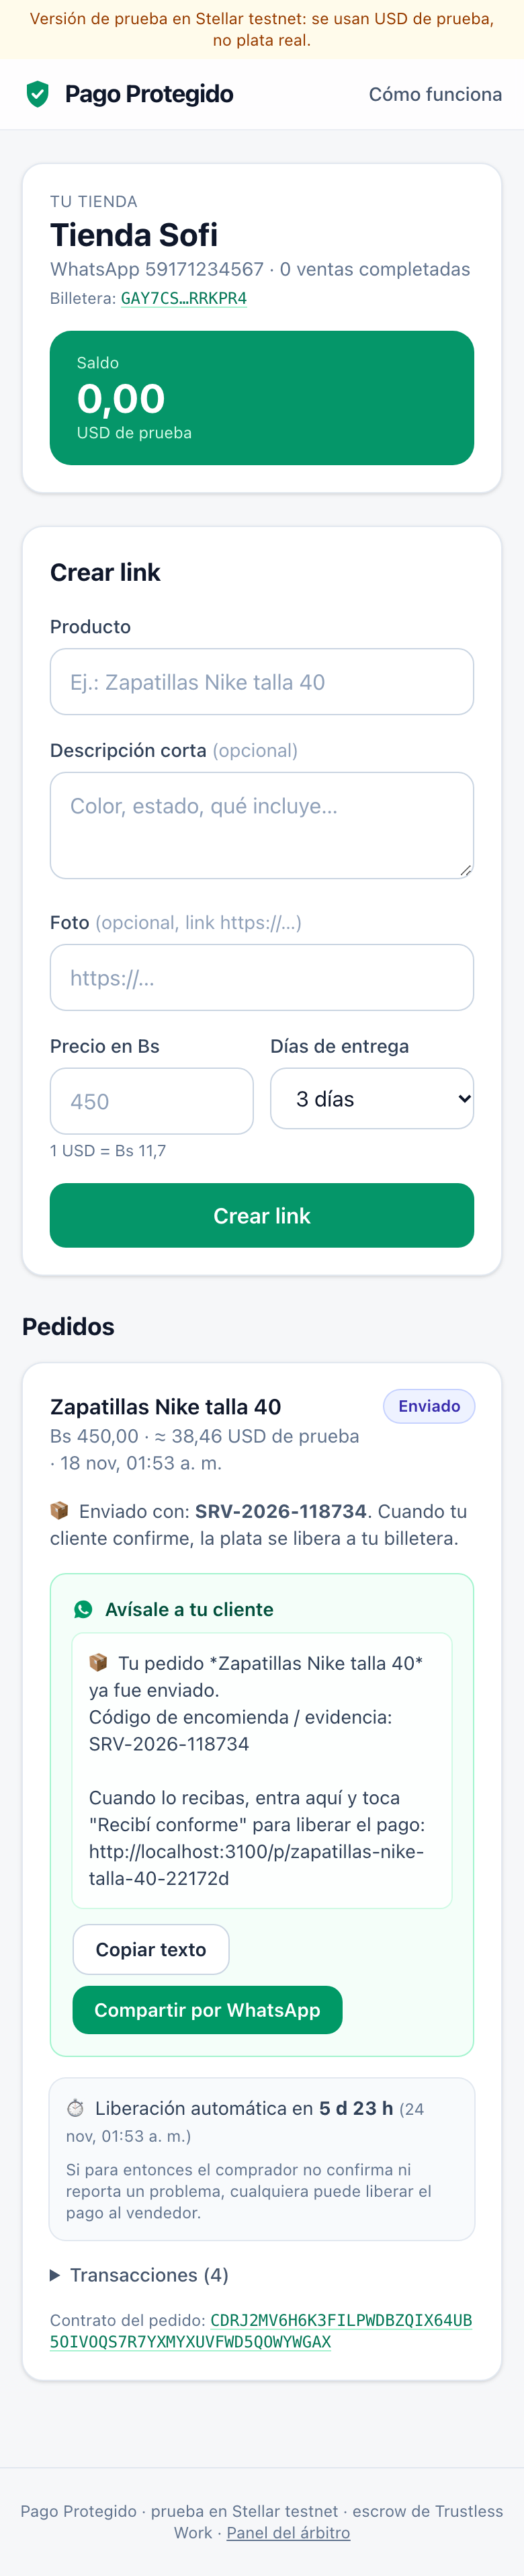 Versión de prueba en Stellar testnet: se usan USD de prueba,
no plata real.
Pago Protegido
Cómo funciona
TU TIENDA
Tienda Sofi
WhatsApp 59171234567 · 0 ventas completadas
Billetera: GAY7CS…RRKPR4
Saldo
0,00
USD de prueba
Crear link
Producto
Ej.: Zapatillas Nike talla 40
Descripción corta (opcional)
Color, estado, qué incluye...
Foto (opcional, link https://...)
https://...
Precio en Bs
Días de entrega
450
3 días
1 USD = Bs 11,7
Crear link
Pedidos
Zapatillas Nike talla 40
Enviado
Bs 450,00 · ≈ 38,46 USD de prueba
· 18 nov, 01:53 a. m.
📦 Enviado con: SRV-2026-118734. Cuando tu
cliente confirme, la plata se libera a tu billetera.
Avísale a tu cliente
📦 Tu pedido *Zapatillas Nike talla 40*
ya fue enviado.
Código de encomienda / evidencia:
SRV-2026-118734
Cuando lo recibas, entra aquí y toca
"Recibí conforme" para liberar el pago:
http://localhost:3100/p/zapatillas-nike-
talla-40-22172d
Copiar texto
Compartir por WhatsApp
⏱ Liberación automática en 5 d 23 h (24
nov, 01:53 a. m.)
Si para entonces el comprador no confirma ni
reporta un problema, cualquiera puede liberar el
pago al vendedor.
▶ Transacciones (4)
Contrato del pedido: CDRJ2MV6H6K3FILPWDBZQIX64UB
5OIVOQS7R7YXMYXUVFWD5QOWYWGAX
Pago Protegido · prueba en Stellar testnet · escrow de Trustless
Work · Panel del árbitro